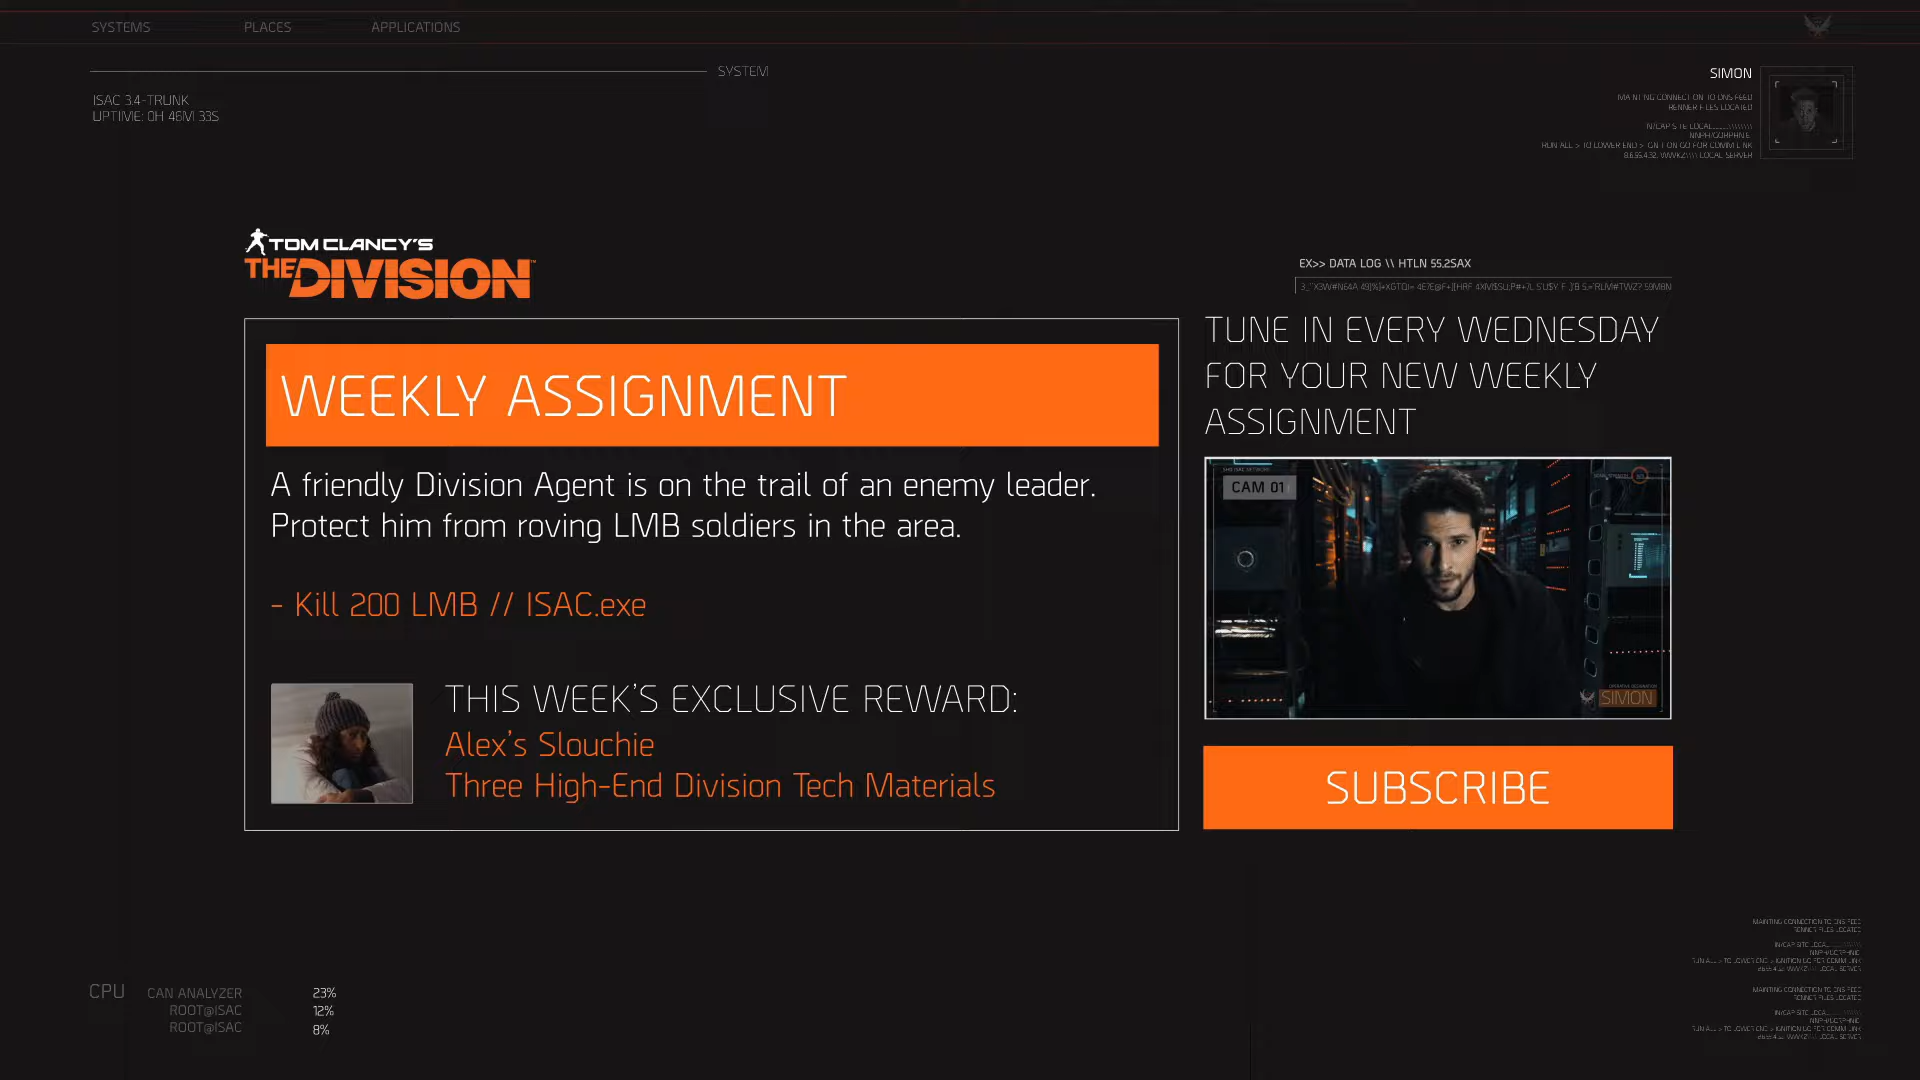 SYSTEMS PLACES APPLICATIONS
SYSTEM
ISAC 3.4-TRUNK
UPTIME: 0H 46M 33S
SIMON
RENNER FILES LOCATED
TOM CLANCY'S
THE DIVISION™
EX>> DATA LOG \\ HTLN 55.2SAX
WEEKLY ASSIGNMENT
A friendly Division Agent is on the trail of an enemy leader.
Protect him from roving LMB soldiers in the area.
- Kill 200 LMB // ISAC.exe
THIS WEEK'S EXCLUSIVE REWARD:
Alex's Slouchie
Three High-End Division Tech Materials
TUNE IN EVERY WEDNESDAY
FOR YOUR NEW WEEKLY
ASSIGNMENT
CAM 01
SIMON
SUBSCRIBE
CPU CAN ANALYZER 23%
ROOT@ISAC 12%
ROOT@ISAC 8%